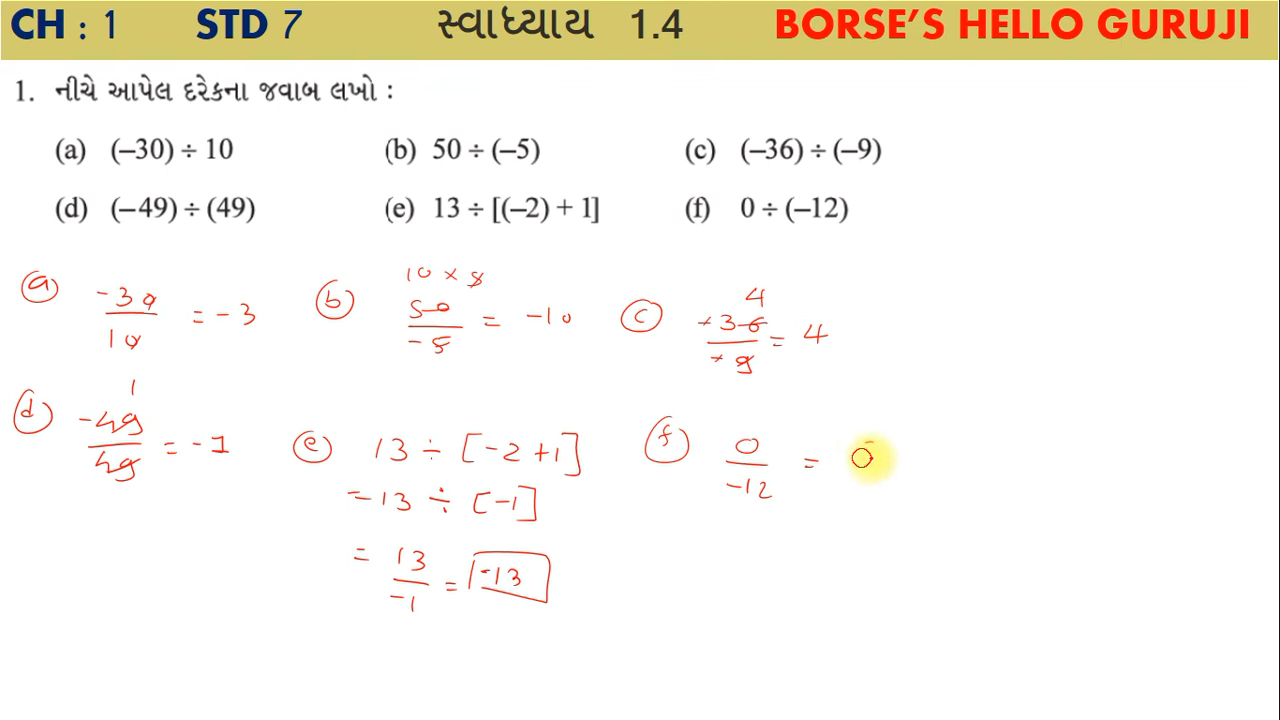 CH : 1 STD 7 સ્વાધ્યાય 1.4 BORSE'S HELLO GURUJI
1. નીચે આપેલ દરેકના જવાબ લખો :
(a) (–30) ÷ 10 (b) 50 ÷ (–5) (c) (–36) ÷ (–9)
(d) (–49) ÷ (49) (e) 13 ÷ [(–2) + 1] (f) 0 ÷ (–12)
(a) -30/10 = -3 (b) 10 × 5 50/-5 = -10 (c) 4 -36/-9 = 4
(d) 1 -49/49 = -1 (e) 13 ÷ [-2 +1] (f) 0/-12 = 0
= 13 ÷ [-1]
= 13/-1 = -13